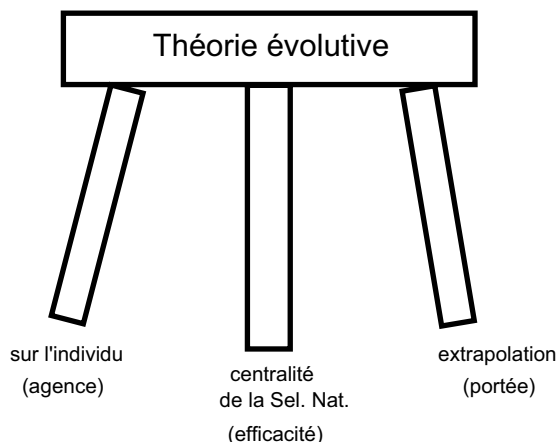 Théorie évolutive
sur l'individu
(agence)
centralité
de la Sel. Nat.
(efficacité)
extrapolation
(portée)